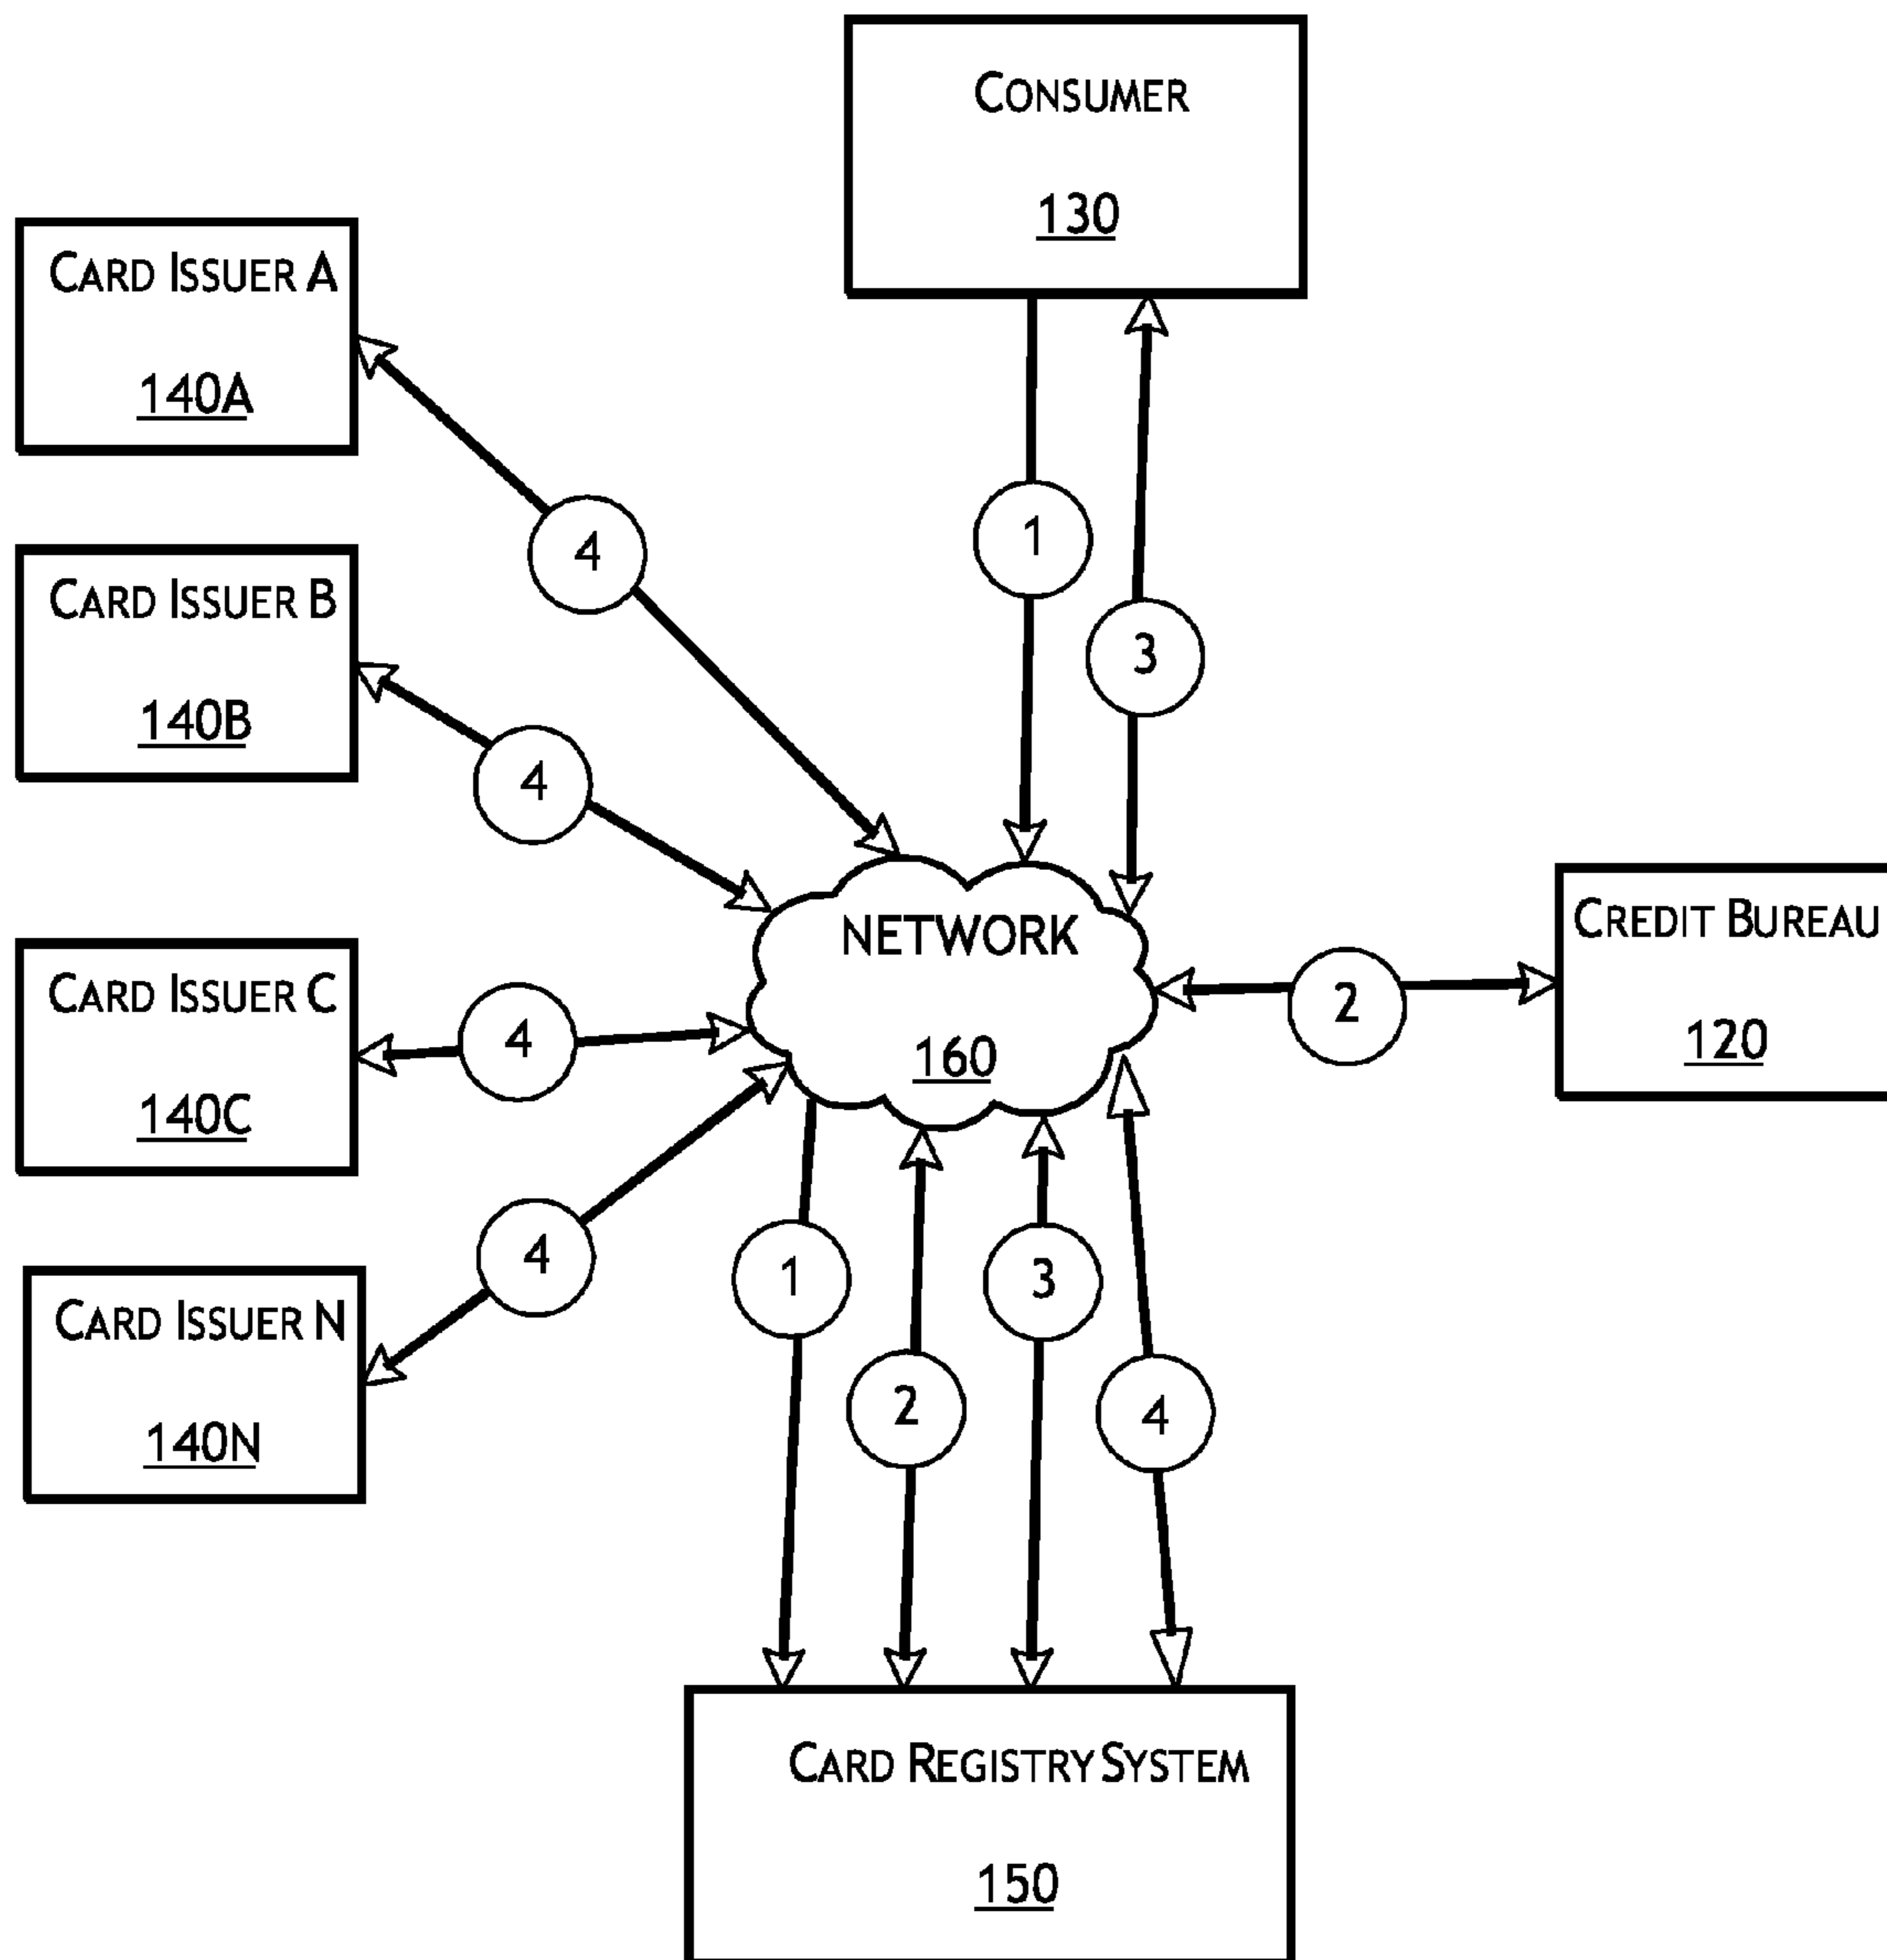 CONSUMER
130
CARD ISSUER A
140A
4
1
CARD ISSUER B
140B
3
4
NETWORK
160
CREDIT BUREAU
120
2
CARD ISSUER C
140C
4
4
1
3
CARD ISSUER N
140N
2
4
CARD REGISTRY SYSTEM
150